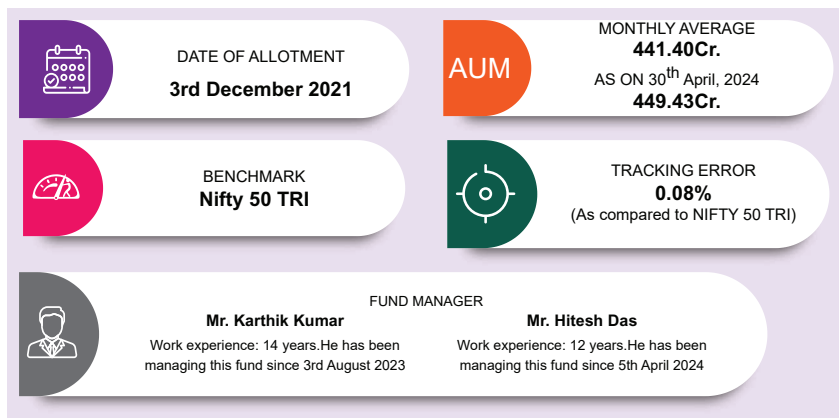 DATE OF ALLOTMENT
3rd December 2021
AUM
MONTHLY AVERAGE
441.40Cr.
AS ON 30th April, 2024
449.43Cr.
BENCHMARK
Nifty 50 TRI
TRACKING ERROR
0.08%
(As compared to NIFTY 50 TRI)
FUND MANAGER
Mr. Karthik Kumar
Work experience: 14 years.He has been
managing this fund since 3rd August 2023
Mr. Hitesh Das
Work experience: 12 years.He has been
managing this fund since 5th April 2024